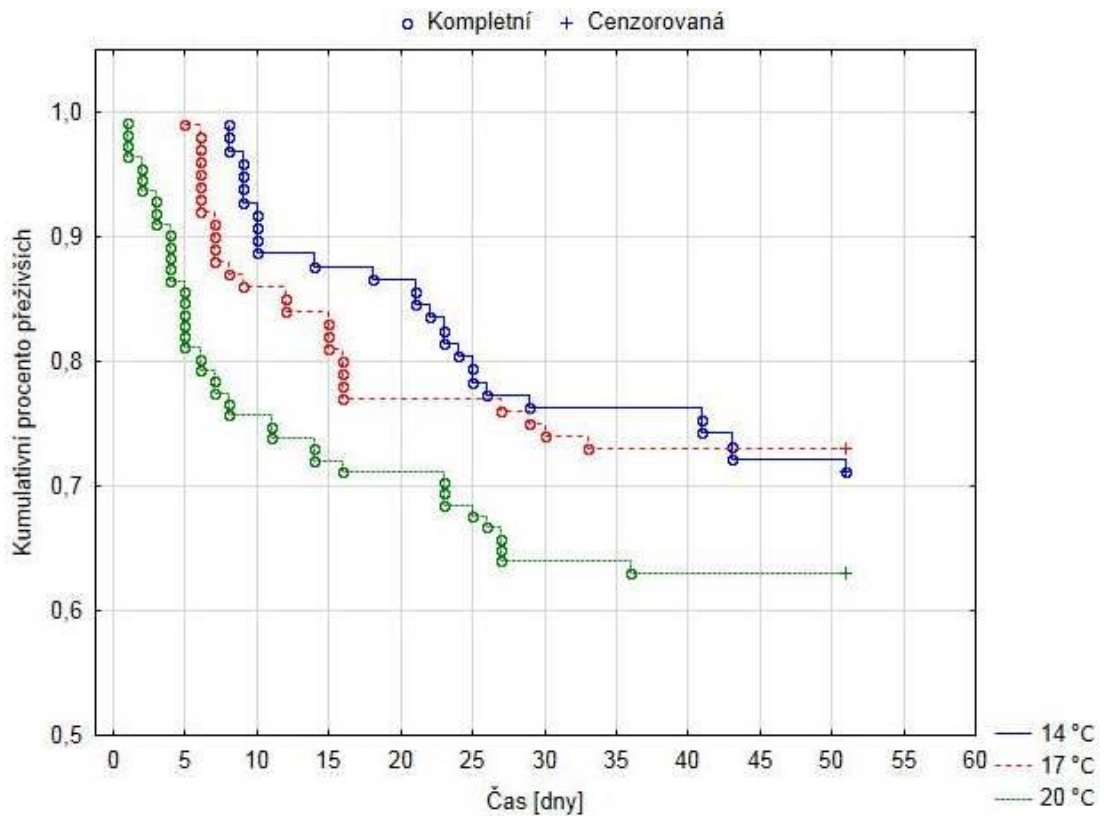 Kompletní Cenzorovaná
1,0
0,9
0,8
0,7
0,6
0,5
Kumulativní procento přeživších
0 5 10 15 20 25 30 35 40 45 50 55 60
Čas [dny]
14 °C
17 °C
20 °C